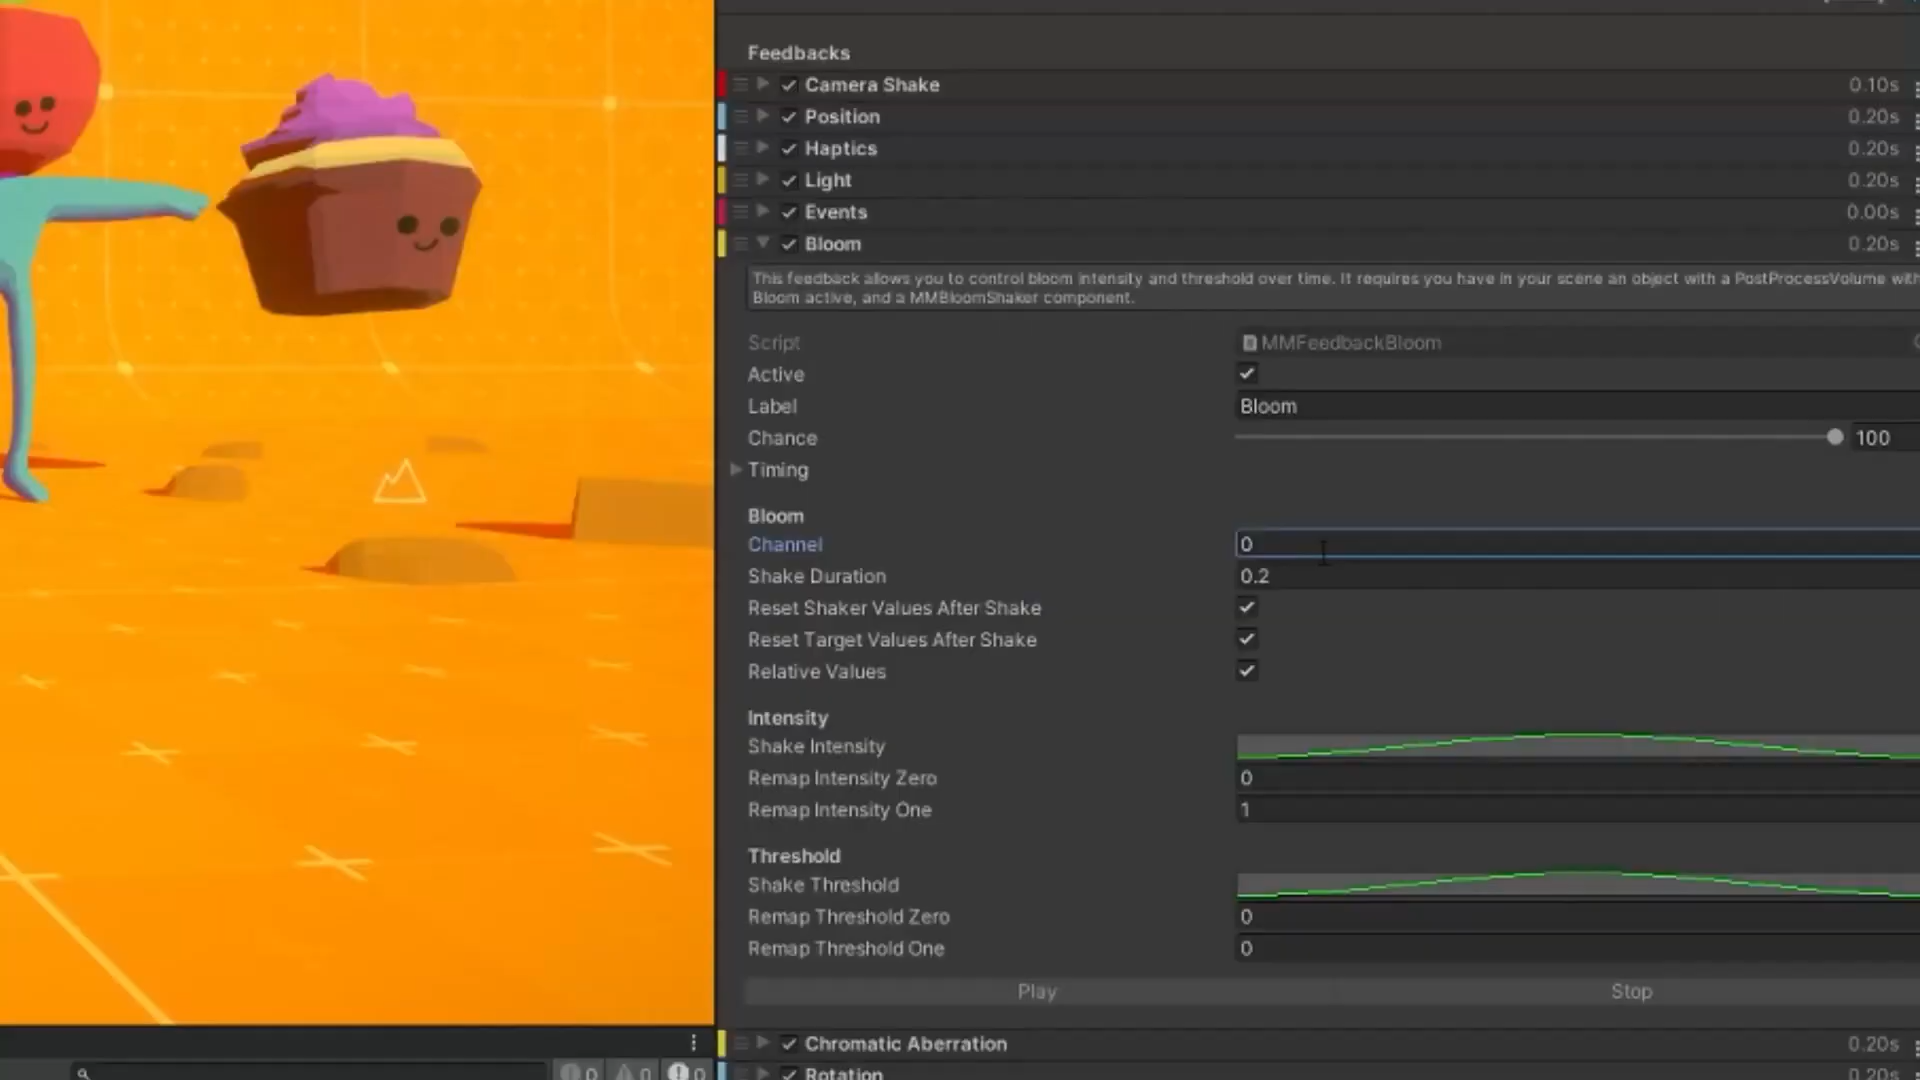 Feedbacks
Camera Shake 0.10s
Position 0.20s
Haptics 0.20s
Light 0.20s
Events 0.00s
Bloom 0.20s
This feedback allows you to control bloom intensity and threshold over time. It requires you have in your scene an object with a PostProcessVolume with
Bloom active, and a MMBloomShaker component.
Script MMFeedbackBloom
Active
Label Bloom
Chance 100
Timing
Bloom
Channel 0
Shake Duration 0.2
Reset Shaker Values After Shake
Reset Target Values After Shake
Relative Values
Intensity
Shake Intensity
Remap Intensity Zero 0
Remap Intensity One 1
Threshold
Shake Threshold
Remap Threshold Zero 0
Remap Threshold One 0
Play Stop
Chromatic Aberration 0.20s
0 0 0 Rotation 0.20s